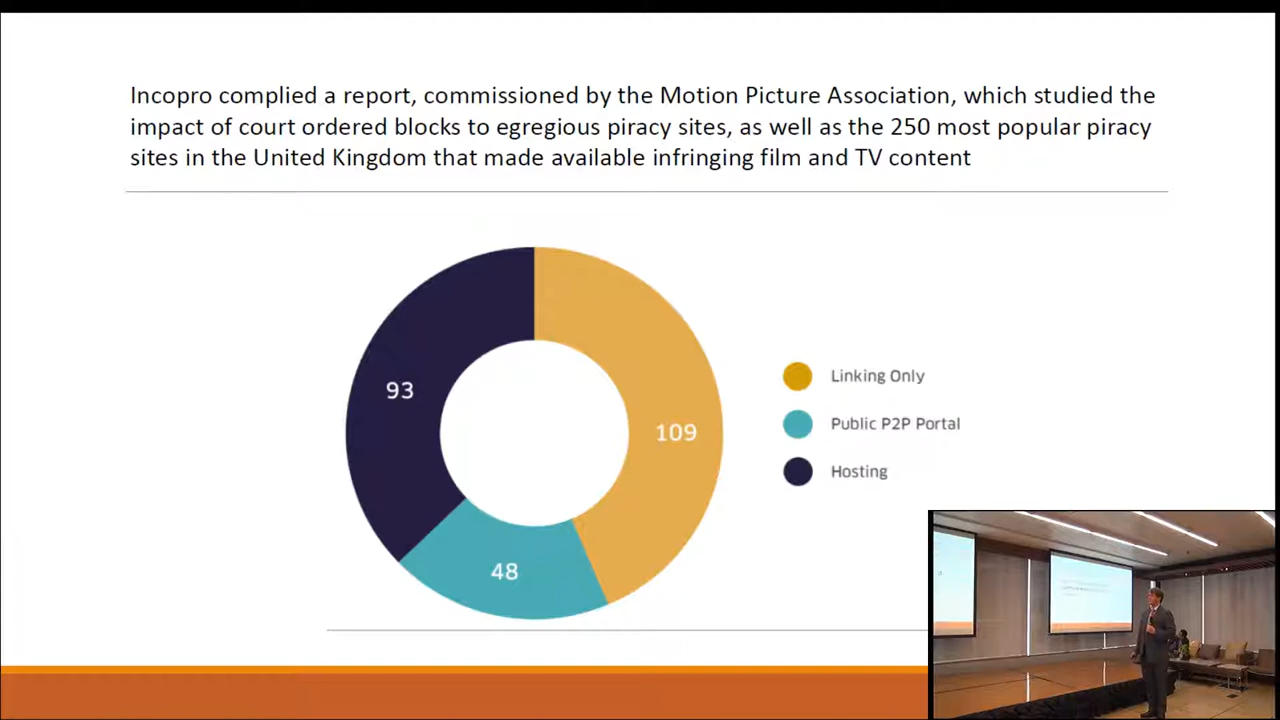 Incopro complied a report, commissioned by the Motion Picture Association, which studied the
impact of court ordered blocks to egregious piracy sites, as well as the 250 most popular piracy
sites in the United Kingdom that made available infringing film and TV content
93
109
48
Linking Only
Public P2P Portal
Hosting